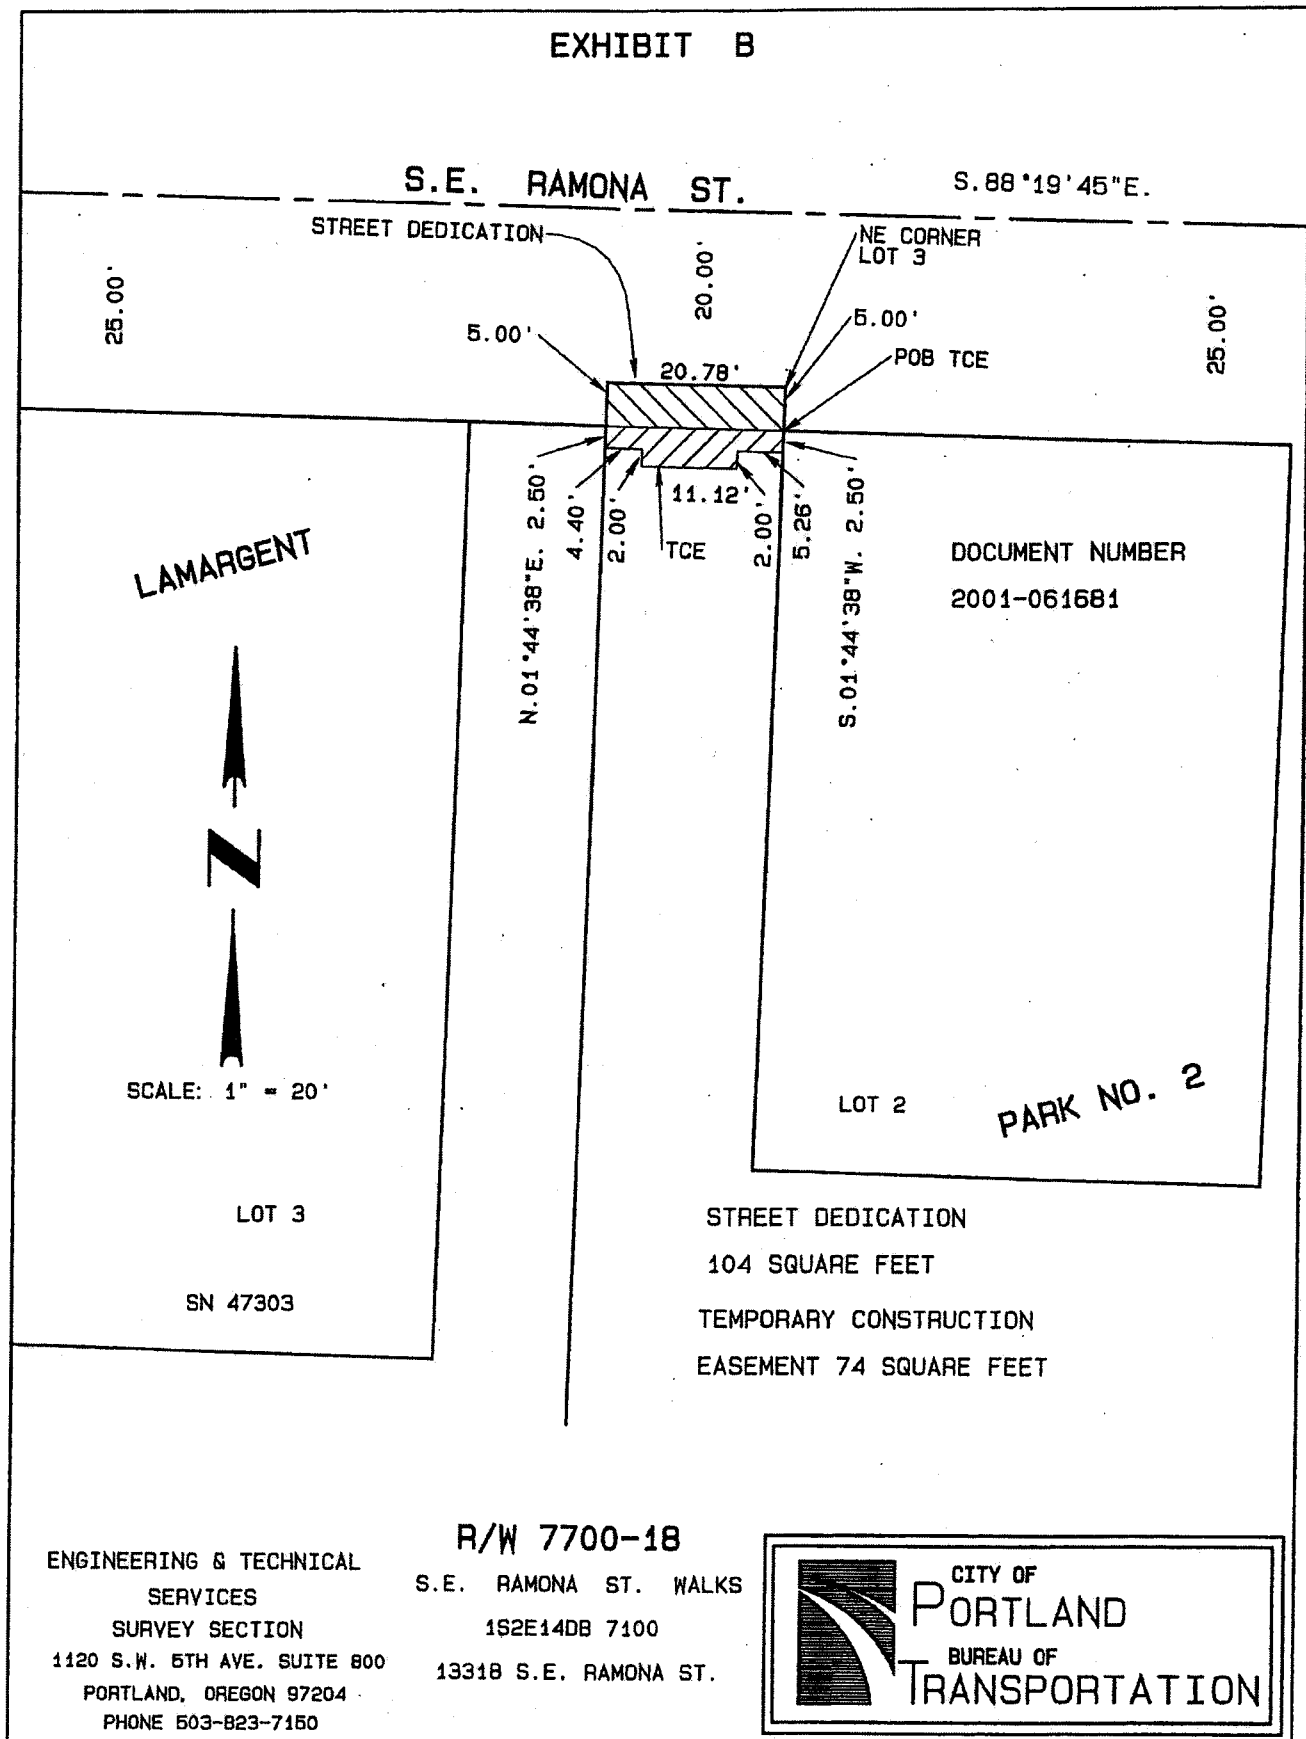 EXHIBIT B
S.E. RAMONA ST.
S.88°19'45"E.
STREET DEDICATION
NE CORNER
LOT 3
25.00'
20.00'
25.00'
5.00'
5.00'
20.78'
POB TCE
N.01°44'38"E. 2.50'
4.40'
2.00'
11.12'
TCE
2.00'
5.26'
S.01°44'38"W. 2.50'
LAMARGENT
DOCUMENT NUMBER
2001-061681
N
SCALE: 1" = 20'
LOT 2
PARK NO. 2
LOT 3
SN 47303
STREET DEDICATION
104 SQUARE FEET
TEMPORARY CONSTRUCTION
EASEMENT 74 SQUARE FEET
R/W 7700-18
ENGINEERING & TECHNICAL
SERVICES
SURVEY SECTION
1120 S.W. 5TH AVE. SUITE 800
PORTLAND, OREGON 97204
PHONE 503-823-7150
S.E. RAMONA ST. WALKS
1S2E14DB 7100
13318 S.E. RAMONA ST.
CITY OF
PORTLAND
BUREAU OF
TRANSPORTATION